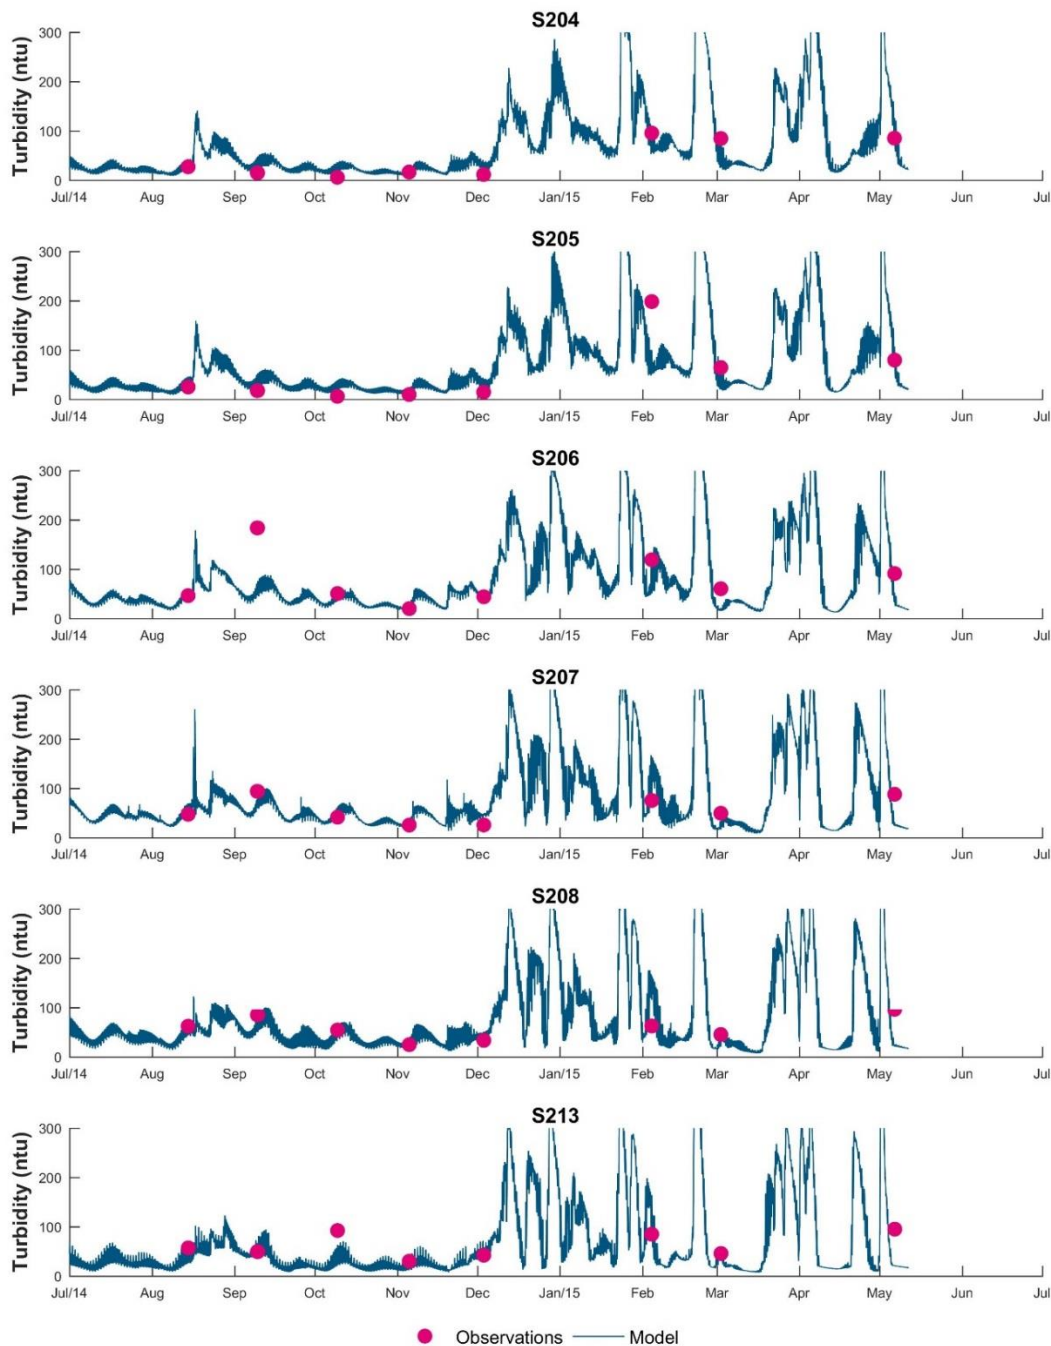 S204
Turbidity (ntu)
300
200
100
0
Jul/14 Aug Sep Oct Nov Dec Jan/15 Feb Mar Apr May Jun Jul
S205
Turbidity (ntu)
300
200
100
0
Jul/14 Aug Sep Oct Nov Dec Jan/15 Feb Mar Apr May Jun Jul
S206
Turbidity (ntu)
300
200
100
0
Jul/14 Aug Sep Oct Nov Dec Jan/15 Feb Mar Apr May Jun Jul
S207
Turbidity (ntu)
300
200
100
0
Jul/14 Aug Sep Oct Nov Dec Jan/15 Feb Mar Apr May Jun Jul
S208
Turbidity (ntu)
300
200
100
0
Jul/14 Aug Sep Oct Nov Dec Jan/15 Feb Mar Apr May Jun Jul
S213
Turbidity (ntu)
300
200
100
0
Jul/14 Aug Sep Oct Nov Dec Jan/15 Feb Mar Apr May Jun Jul
Observations Model